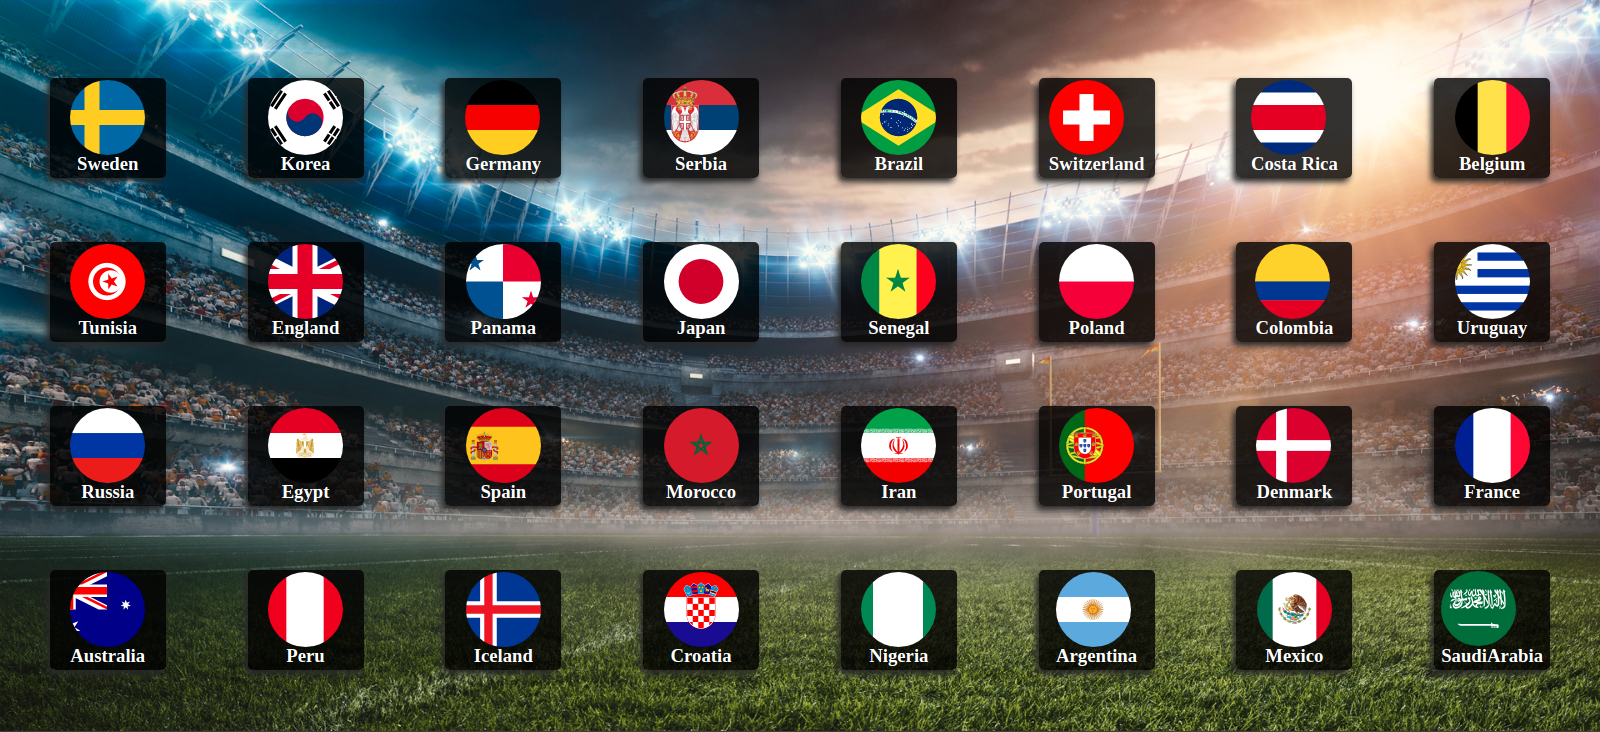 Sweden
Korea
Germany
Serbia
Brazil
Switzerland
Costa Rica
Belgium
Tunisia
England
Panama
Japan
Senegal
Poland
Colombia
Uruguay
Russia
Egypt
Spain
Morocco
Iran
Portugal
Denmark
France
Australia
Peru
Iceland
Croatia
Nigeria
Argentina
Mexico
SaudiArabia